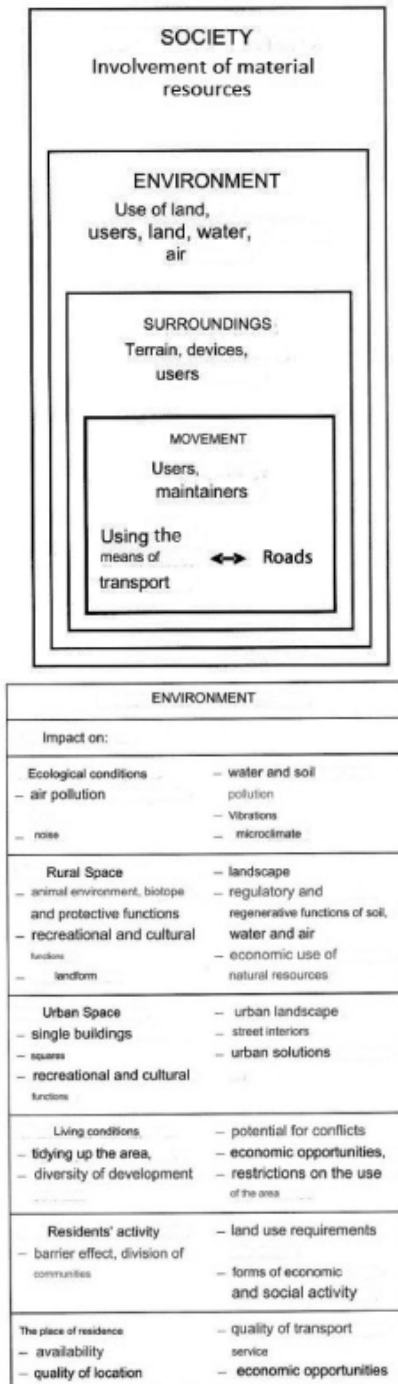 SOCIETY
Involvement of material
resources
ENVIRONMENT
Use of land,
users, land, water,
air
SURROUNDINGS
Terrain, devices,
users
MOVEMENT
Users,
maintainers
Using the
means of
transport
↔ Roads
ENVIRONMENT
Impact on:
Ecological conditions
– air pollution
– noise
– water and soil
pollution
– Vibrations
– microclimate
Rural Space
– animal environment, biotope
and protective functions
– recreational and cultural
functions
– landform
– landscape
– regulatory and
regenerative functions of soil,
water and air
– economic use of
natural resources
Urban Space
– single buildings
– squares
– recreational and cultural
functions
– urban landscape
– street interiors
– urban solutions
Living conditions
– tidying up the area,
– diversity of development
– potential for conflicts
– economic opportunities,
– restrictions on the use
of the area
Residents' activity
– barrier effect, division of
communities
– land use requirements
– forms of economic
and social activity
The place of residence
– availability
– quality of location
– quality of transport
service
– economic opportunities